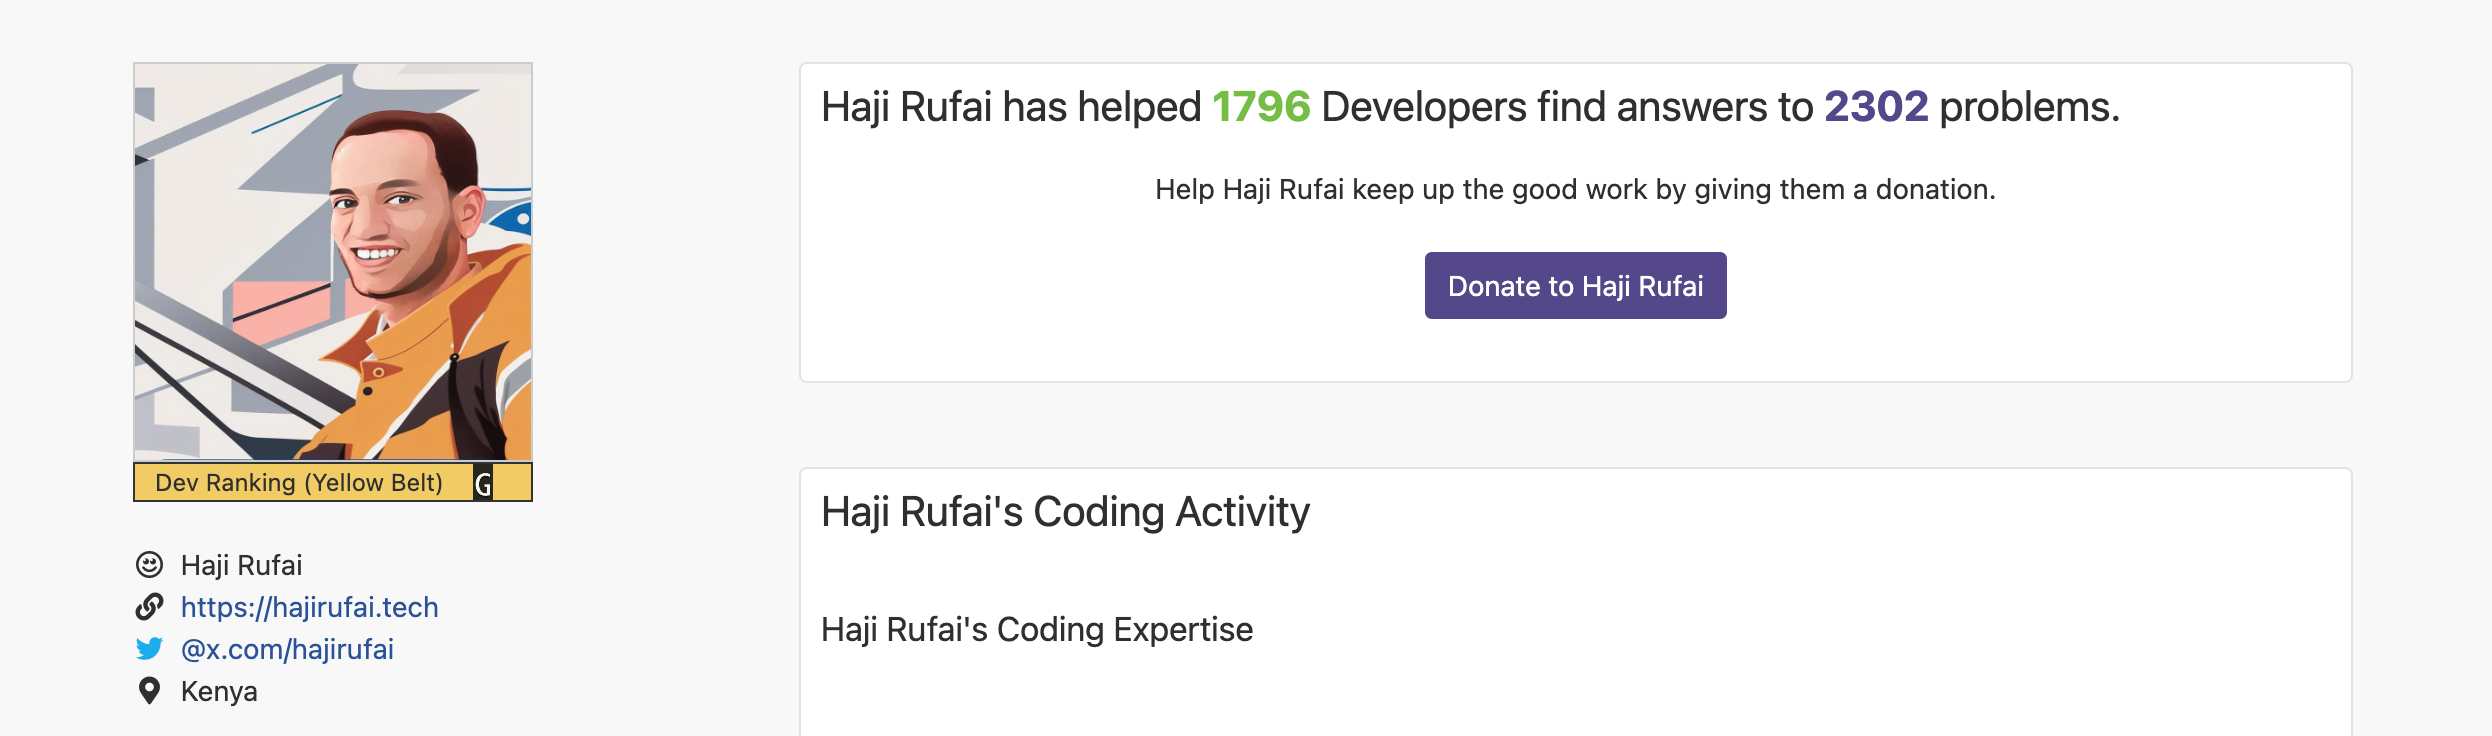 Dev Ranking (Yellow Belt) G
Haji Rufai
https://hajirufai.tech
@x.com/hajirufai
Kenya
Haji Rufai has helped 1796 Developers find answers to 2302 problems.
Help Haji Rufai keep up the good work by giving them a donation.
Donate to Haji Rufai
Haji Rufai's Coding Activity
Haji Rufai's Coding Expertise